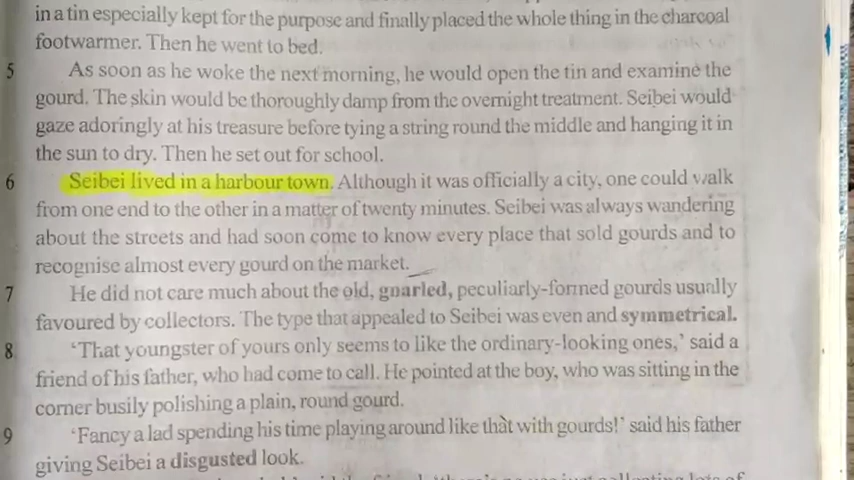 in a tin especially kept for the purpose and finally placed the whole thing in the charcoal
footwarmer. Then he went to bed.
5 As soon as he woke the next morning, he would open the tin and examine the
gourd. The skin would be thoroughly damp from the overnight treatment. Seibei would
gaze adoringly at his treasure before tying a string round the middle and hanging it in
the sun to dry. Then he set out for school.
6 Seibei lived in a harbour town. Although it was officially a city, one could walk
from one end to the other in a matter of twenty minutes. Seibei was always wandering
about the streets and had soon come to know every place that sold gourds and to
recognise almost every gourd on the market.
7 He did not care much about the old, gnarled, peculiarly-formed gourds usually
favoured by collectors. The type that appealed to Seibei was even and symmetrical.
8 ‘That youngster of yours only seems to like the ordinary-looking ones,’ said a
friend of his father, who had come to call. He pointed at the boy, who was sitting in the
corner busily polishing a plain, round gourd.
9 ‘Fancy a lad spending his time playing around like that with gourds!’ said his father
giving Seibei a disgusted look.